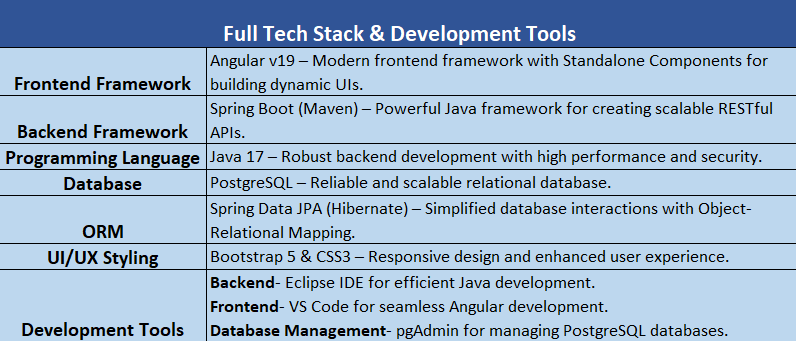 Full Tech Stack & Development Tools
Frontend Framework
Angular v19 – Modern frontend framework with Standalone Components for
building dynamic UIs.
Backend Framework
Spring Boot (Maven) – Powerful Java framework for creating scalable RESTful
APIs.
Programming Language
Java 17 – Robust backend development with high performance and security.
Database
PostgreSQL – Reliable and scalable relational database.
ORM
Spring Data JPA (Hibernate) – Simplified database interactions with Object-
Relational Mapping.
UI/UX Styling
Bootstrap 5 & CSS3 – Responsive design and enhanced user experience.
Development Tools
Backend- Eclipse IDE for efficient Java development.
Frontend- VS Code for seamless Angular development.
Database Management- pgAdmin for managing PostgreSQL databases.